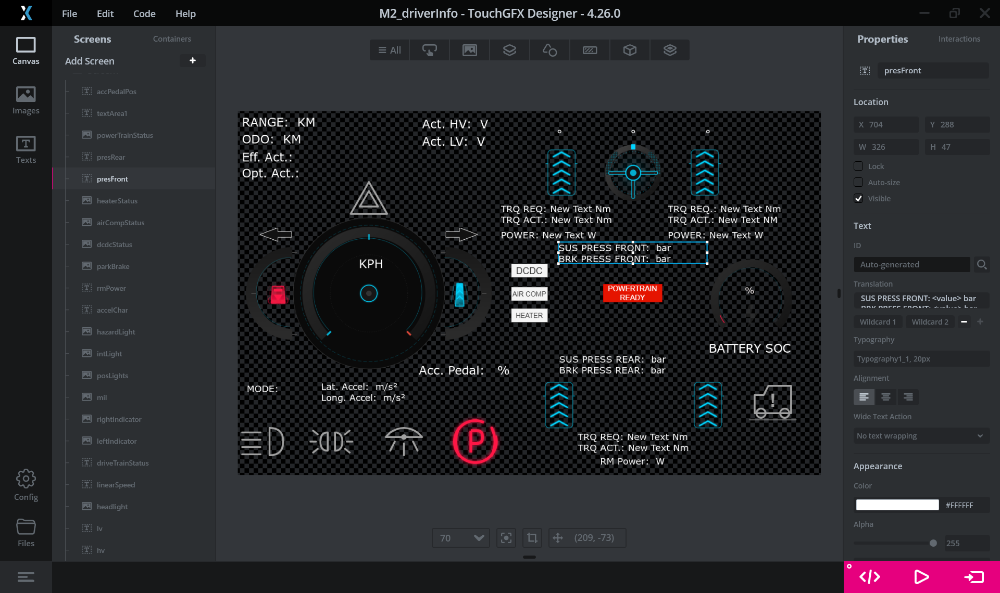 File
Edit
Code
Help
M2_driverInfo - TouchGFX Designer - 4.26.0
Canvas
Images
Texts
Config
Files
Screens
Containers
Add Screen
+
accPedalPos
textArea1
powerTrainStatus
presRear
presFront
heaterStatus
airCompStatus
dcdcStatus
parkBrake
rmPower
accelChar
hazardLight
intLight
posLights
mil
rightIndicator
leftIndicator
driveTrainStatus
linearSpeed
headlight
lv
hv
All
RANGE: KM
ODO: KM
Eff. Act.:
Opt. Act.:
Act. HV: V
Act. LV: V
TRQ REQ: New Text Nm
TRQ ACT.: New Text Nm
POWER: New Text W
TRQ REQ.: New Text Nm
TRQ ACT.: New Text NM
POWER: New Text W
SUS PRESS FRONT: bar
BRK PRESS FRONT: bar
KPH
DCDC
AIR COMP
HEATER
POWERTRAIN
READY
%
BATTERY SOC
SUS PRESS REAR: bar
BRK PRESS REAR: bar
Acc. Pedal: %
MODE:
Lat. Accel: m/s²
Long. Accel: m/s²
P
!
TRQ REQ: New Text Nm
TRQ ACT.: New Text Nm
RM Power: W
70
(209, -73)
Properties
Interactions
presFront
Location
X 704
Y 288
W 326
H 47
Lock
Auto-size
Visible
Text
ID
Auto-generated
Translation
SUS PRESS FRONT: <value> bar
BRK PRESS FRONT: <value> bar
Wildcard 1
Wildcard 2
Typography
Typography1_1, 20px
Alignment
Wide Text Action
No text wrapping
Appearance
Color
#FFFFFF
Alpha
255